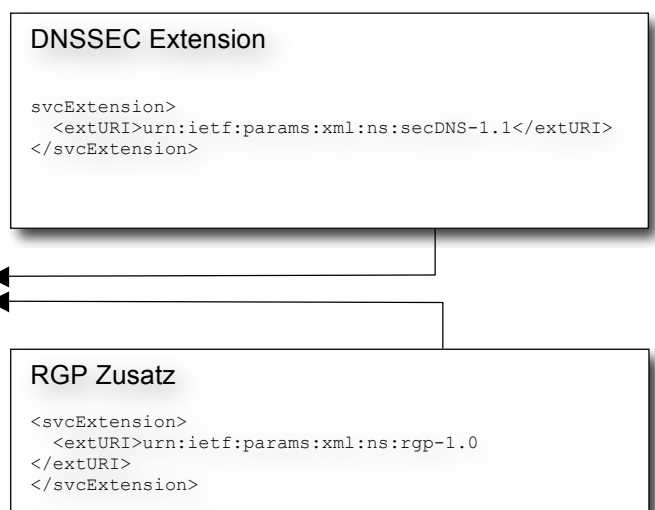 DNSSEC Extension
svcExtension>
<extURI>urn:ietf:params:xml:ns:secDNS-1.1</extURI>
</svcExtension>
RGP Zusatz
<svcExtension>
<extURI>urn:ietf:params:xml:ns:rgp-1.0
</extURI>
</svcExtension>